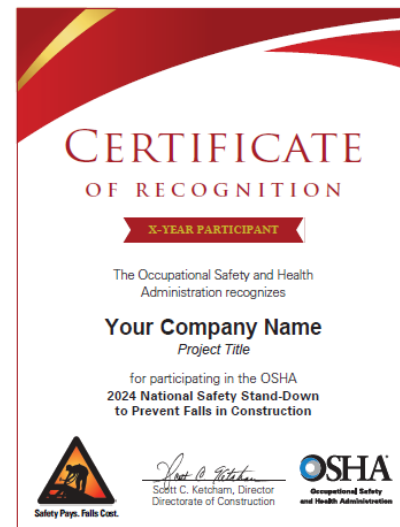 CERTIFICATE
OF RECOGNITION
X-YEAR PARTICIPANT
The Occupational Safety and Health
Administration recognizes
Your Company Name
Project Title
for participating in the OSHA
2024 National Safety Stand-Down
to Prevent Falls in Construction
Scott C. Ketcham
Scott C. Ketcham, Director
Directorate of Construction
Safety Pays. Falls Cost.
OSHA
Occupational Safety
and Health Administration